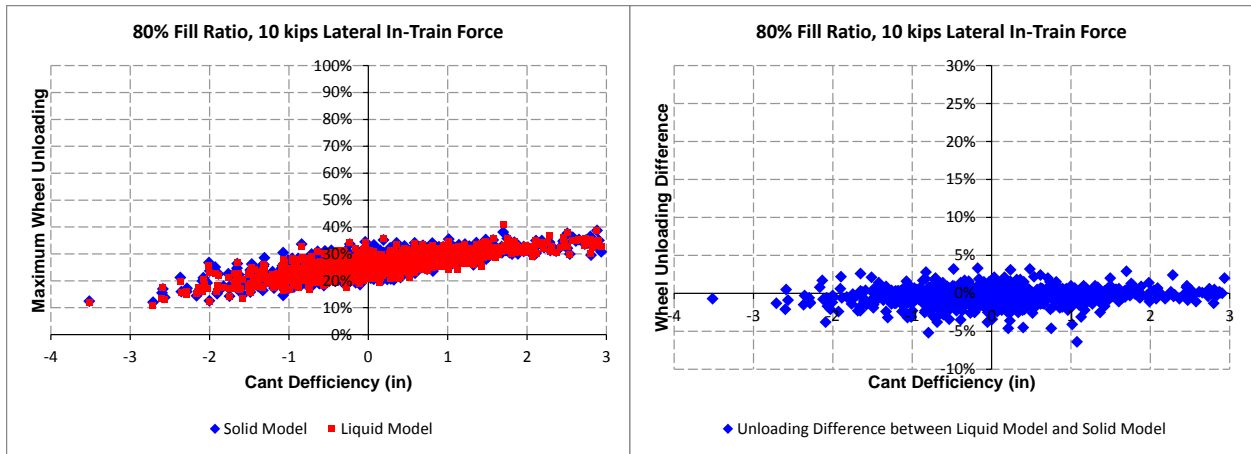 80% Fill Ratio, 10 kips Lateral In-Train Force
Maximum Wheel Unloading
100%
90%
80%
70%
60%
50%
40%
30%
20%
10%
0%
-4 -3 -2 -1 0 1 2 3
Cant Defficiency (in)
Solid Model Liquid Model
80% Fill Ratio, 10 kips Lateral In-Train Force
Wheel Unloading Difference
30%
25%
20%
15%
10%
5%
0%
-4 -3 -2 -1 0 1 2 3
-5%
-10%
Cant Defficiency (in)
Unloading Difference between Liquid Model and Solid Model